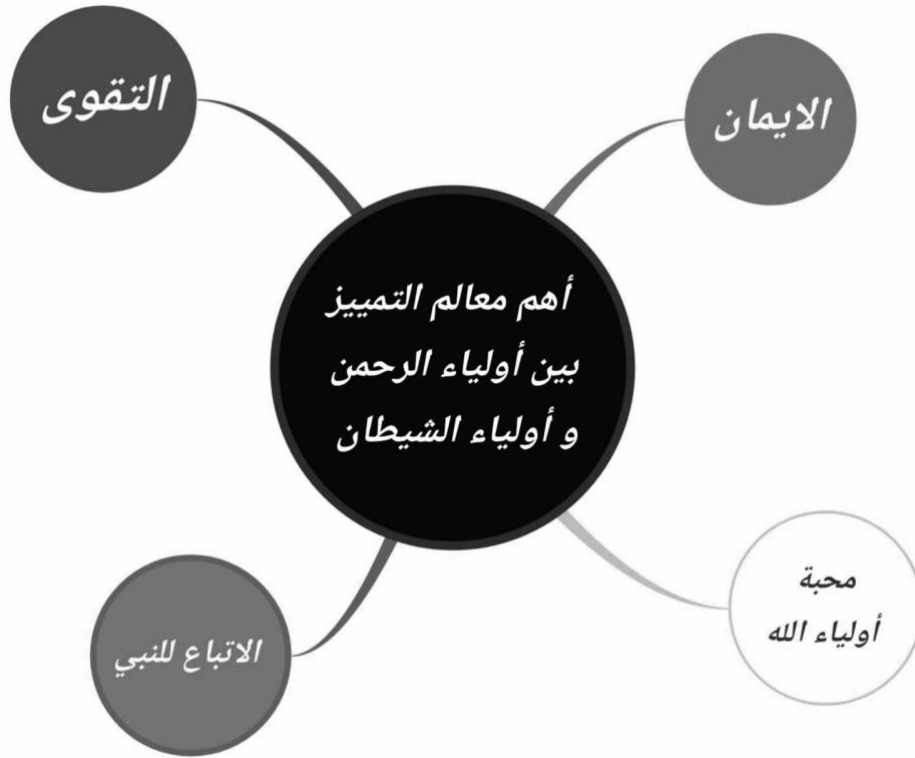 الايمان
التقوى
أهم معالم التمييز
بين أولياء الرحمن
و أولياء الشيطان
محبة
أولياء الله
الاتباع للنبي